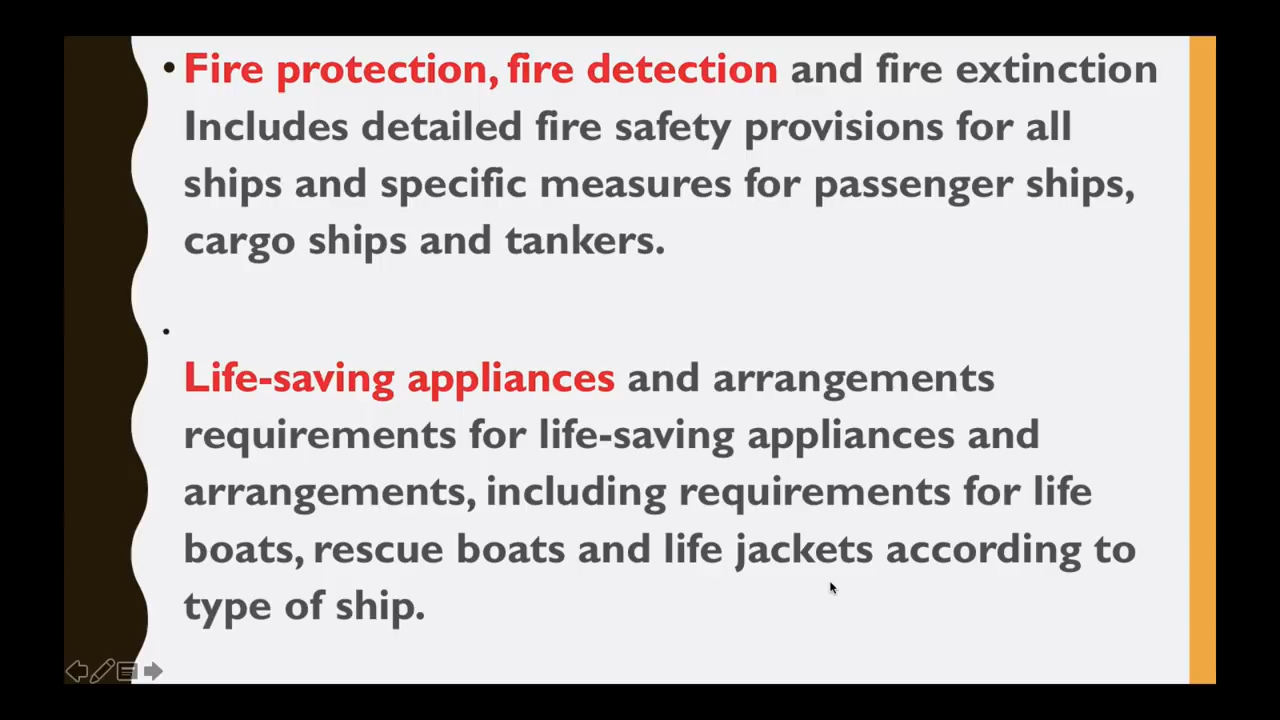 • Fire protection, fire detection and fire extinction
Includes detailed fire safety provisions for all
ships and specific measures for passenger ships,
cargo ships and tankers.
•
Life-saving appliances and arrangements
requirements for life-saving appliances and
arrangements, including requirements for life
boats, rescue boats and life jackets according to
type of ship.